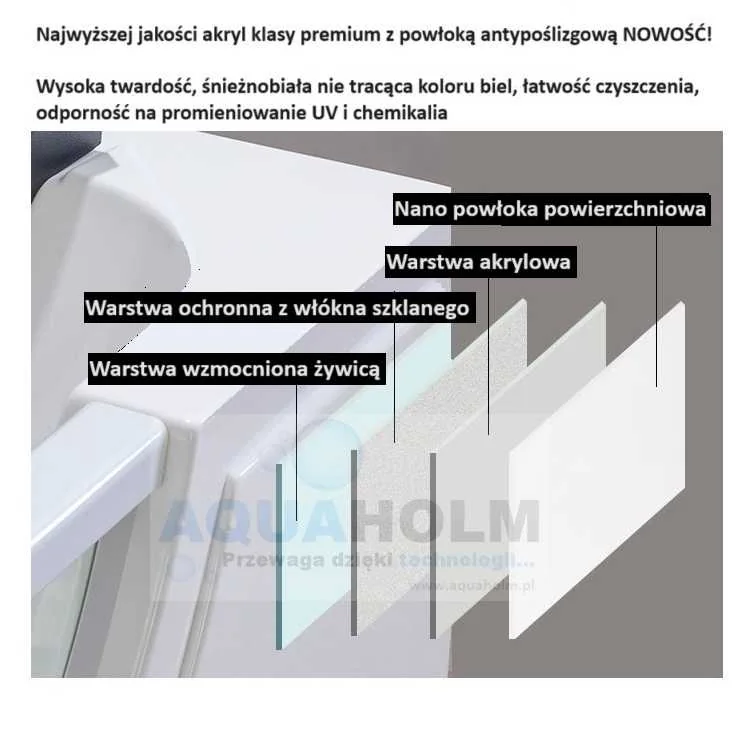 Najwyższej jakości akryl klasy premium z powłoką antypoślizgową NOWOŚĆ!
Wysoka twardość, śnieżnobiała nie tracąca koloru biel, łatwość czyszczenia,
odporność na promieniowanie UV i chemikalia
Nano powłoka powierzchniowa
Warstwa akrylowa
Warstwa ochronna z włókna szklanego
Warstwa wzmocniona żywicą
AQUAHOLM
Przewaga dzięki technologii...
www.aquaholm.pl